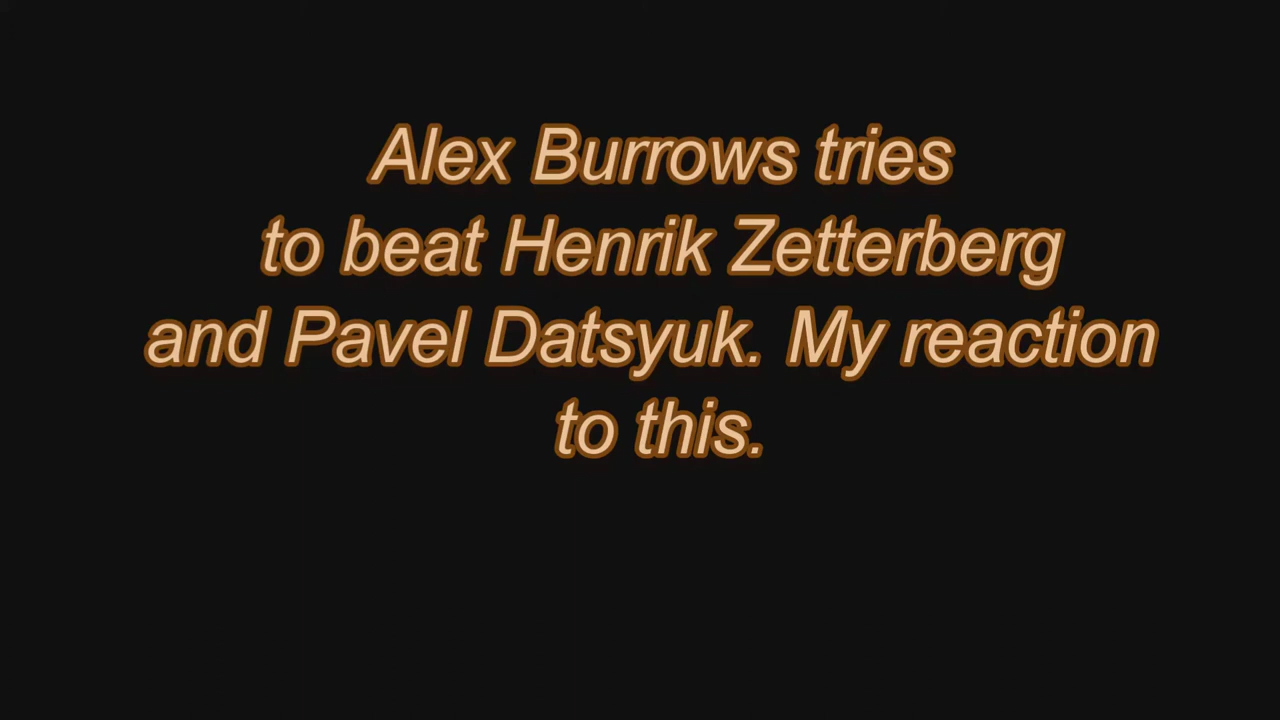 Alex Burrows tries
to beat Henrik Zetterberg
and Pavel Datsyuk. My reaction
to this.